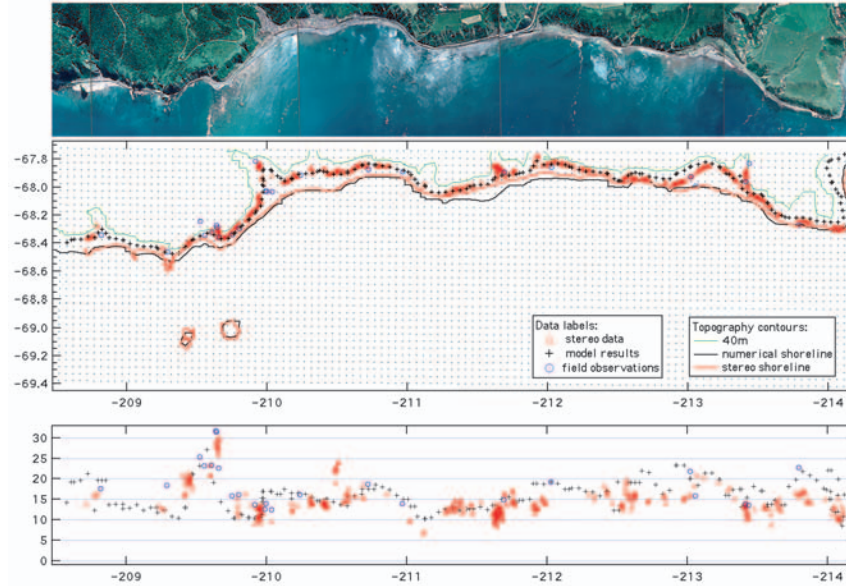 -67.8
-68.0
-68.2
-68.4
-68.6
-68.8
-69.0
-69.2
-69.4
Data labels:
stereo data
model results
field observations
Topography contours:
40m
numerical shoreline
stereo shoreline
-209 -210 -211 -212 -213 -214
30
25
20
15
10
5
0
-209 -210 -211 -212 -213 -214